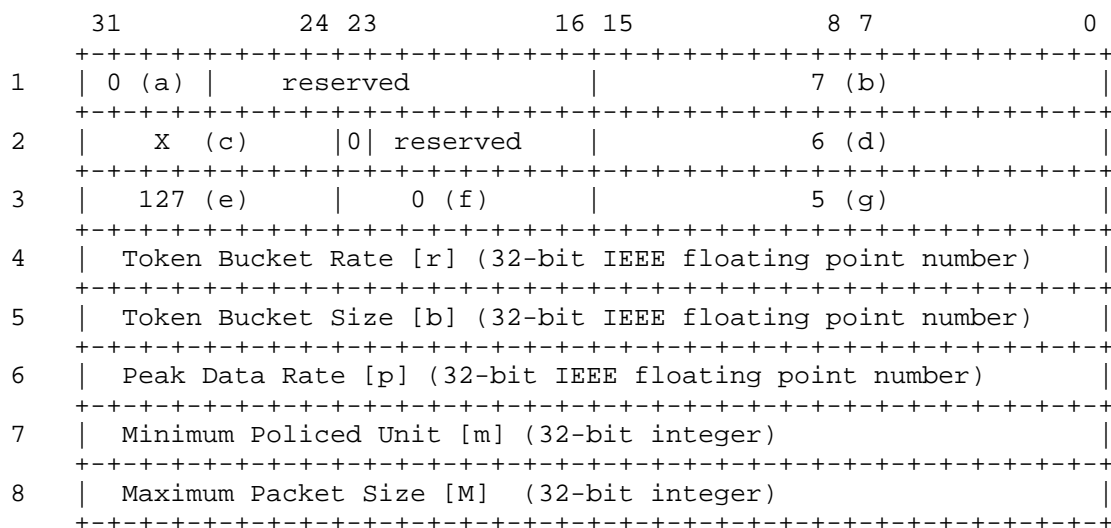 31           24 23           16 15            8 7             0
    +-+-+-+-+-+-+-+-+-+-+-+-+-+-+-+-+-+-+-+-+-+-+-+-+-+-+-+-+-+-+-+-+
1   | 0 (a) |    reserved           |             7 (b)             |
    +-+-+-+-+-+-+-+-+-+-+-+-+-+-+-+-+-+-+-+-+-+-+-+-+-+-+-+-+-+-+-+-+
2   |    X  (c)     |0| reserved    |             6 (d)             |
    +-+-+-+-+-+-+-+-+-+-+-+-+-+-+-+-+-+-+-+-+-+-+-+-+-+-+-+-+-+-+-+-+
3   |   127 (e)     |    0 (f)      |             5 (g)             |
    +-+-+-+-+-+-+-+-+-+-+-+-+-+-+-+-+-+-+-+-+-+-+-+-+-+-+-+-+-+-+-+-+
4   |  Token Bucket Rate [r] (32-bit IEEE floating point number)    |
    +-+-+-+-+-+-+-+-+-+-+-+-+-+-+-+-+-+-+-+-+-+-+-+-+-+-+-+-+-+-+-+-+
5   |  Token Bucket Size [b] (32-bit IEEE floating point number)    |
    +-+-+-+-+-+-+-+-+-+-+-+-+-+-+-+-+-+-+-+-+-+-+-+-+-+-+-+-+-+-+-+-+
6   |  Peak Data Rate [p] (32-bit IEEE floating point number)       |
    +-+-+-+-+-+-+-+-+-+-+-+-+-+-+-+-+-+-+-+-+-+-+-+-+-+-+-+-+-+-+-+-+
7   |  Minimum Policed Unit [m] (32-bit integer)                    |
    +-+-+-+-+-+-+-+-+-+-+-+-+-+-+-+-+-+-+-+-+-+-+-+-+-+-+-+-+-+-+-+-+
8   |  Maximum Packet Size [M]  (32-bit integer)                    |
    +-+-+-+-+-+-+-+-+-+-+-+-+-+-+-+-+-+-+-+-+-+-+-+-+-+-+-+-+-+-+-+-+